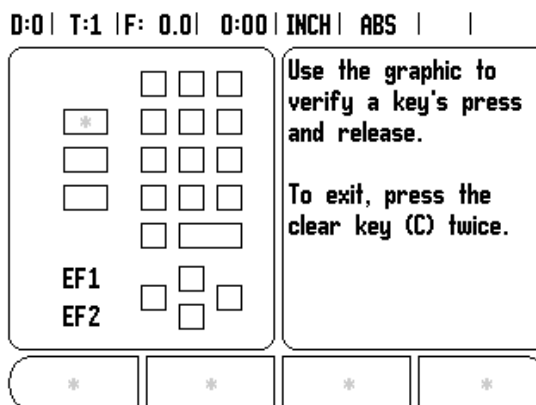 D:0| T:1 |F: 0.0| 0:00|INCH| ABS | |
Use the graphic to
verify a key's press
and release.
To exit, press the
clear key (C) twice.
*
EF1
EF2
* * * *